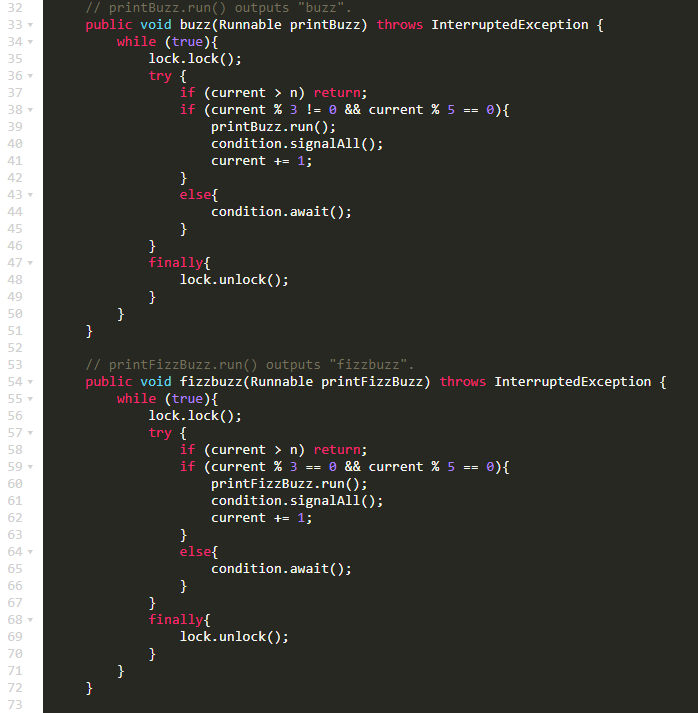 32 // printBuzz.run() outputs "buzz".
33 public void buzz(Runnable printBuzz) throws InterruptedException {
34 while (true){
35 lock.lock();
36 try {
37 if (current > n) return;
38 if (current % 3 != 0 && current % 5 == 0){
39 printBuzz.run();
40 condition.signalAll();
41 current += 1;
42 }
43 else{
44 condition.await();
45 }
46 }
47 finally{
48 lock.unlock();
49 }
50 }
51 }
52
53 // printFizzBuzz.run() outputs "fizzbuzz".
54 public void fizzbuzz(Runnable printFizzBuzz) throws InterruptedException {
55 while (true){
56 lock.lock();
57 try {
58 if (current > n) return;
59 if (current % 3 == 0 && current % 5 == 0){
60 printFizzBuzz.run();
61 condition.signalAll();
62 current += 1;
63 }
64 else{
65 condition.await();
66 }
67 }
68 finally{
69 lock.unlock();
70 }
71 }
72 }
73